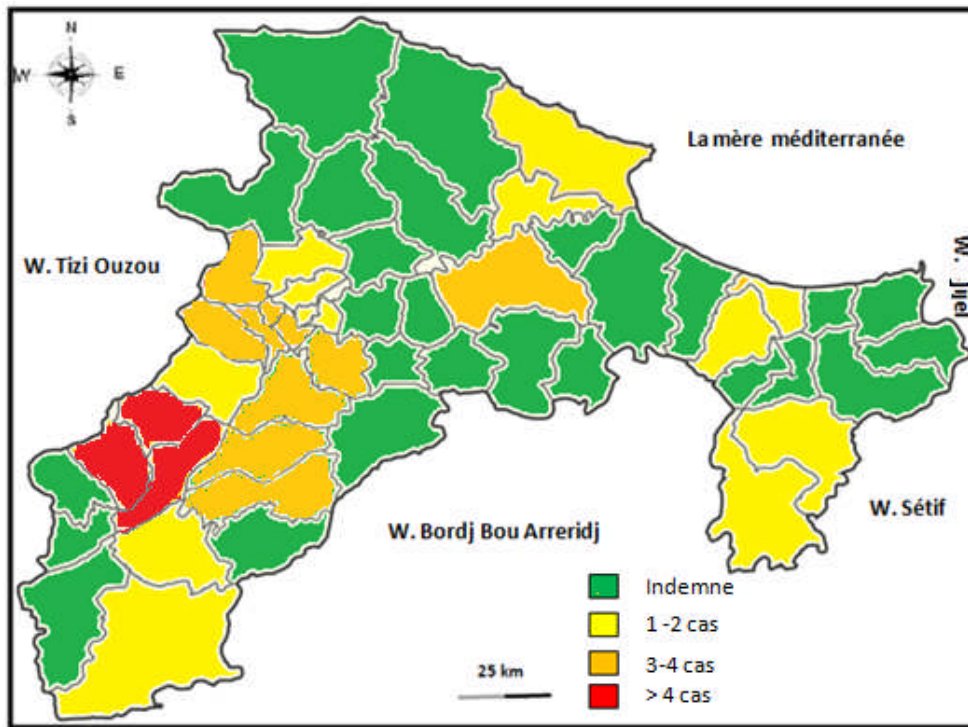 N
W E
S
La mère méditerranée
W. Tizi Ouzou
W. Jijel
W. Sétif
W. Bordj Bou Arreridj
Indemne
1 -2 cas
25 km
3-4 cas
> 4 cas